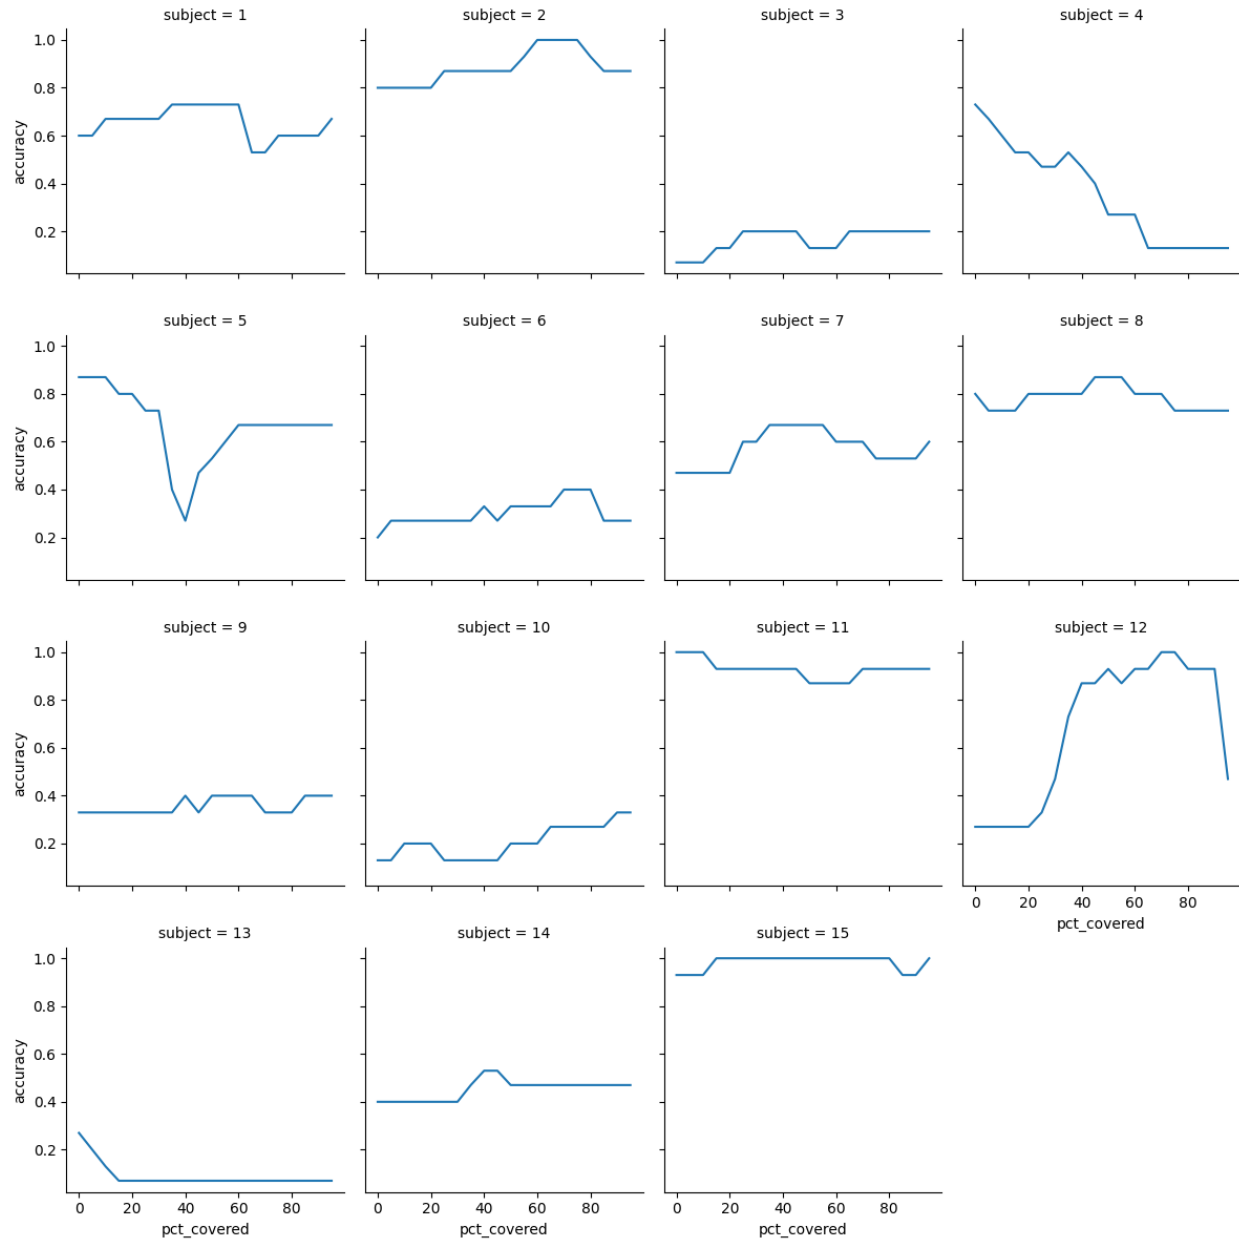 subject = 1
subject = 2
subject = 3
subject = 4
1.0
0.8
0.6
0.4
0.2
accuracy
subject = 5
subject = 6
subject = 7
subject = 8
1.0
0.8
0.6
0.4
0.2
accuracy
subject = 9
subject = 10
subject = 11
subject = 12
1.0
0.8
0.6
0.4
0.2
accuracy
0 20 40 60 80
pct_covered
subject = 13
subject = 14
subject = 15
1.0
0.8
0.6
0.4
0.2
accuracy
0 20 40 60 80
0 20 40 60 80
0 20 40 60 80
pct_covered
pct_covered
pct_covered